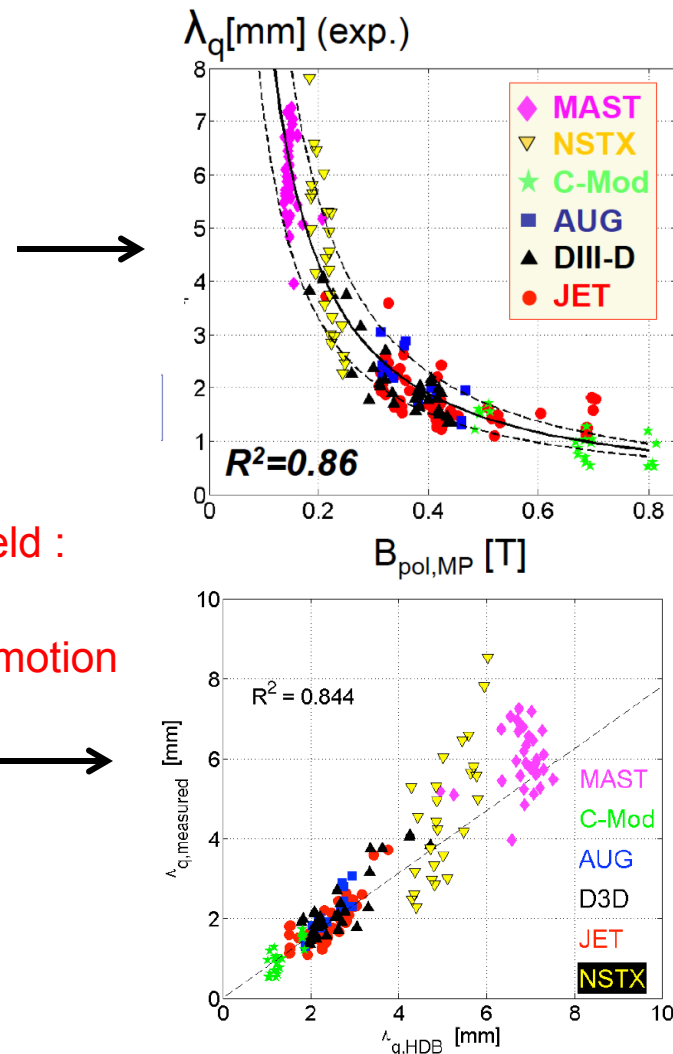 λq[mm] (exp.)
8
7
6
5
4
3
2
1
0
MAST
NSTX
C-Mod
AUG
DIII-D
JET
R²=0.86
0
0.2
0.4
0.6
0.8
Bpol,MP [T]
eld :
motion
10
8
6
4
2
0
R² = 0.844
[mm]
q,measured
MAST
C-Mod
AUG
D3D
JET
NSTX
0
2
4
6
8
10
q,HDB [mm]